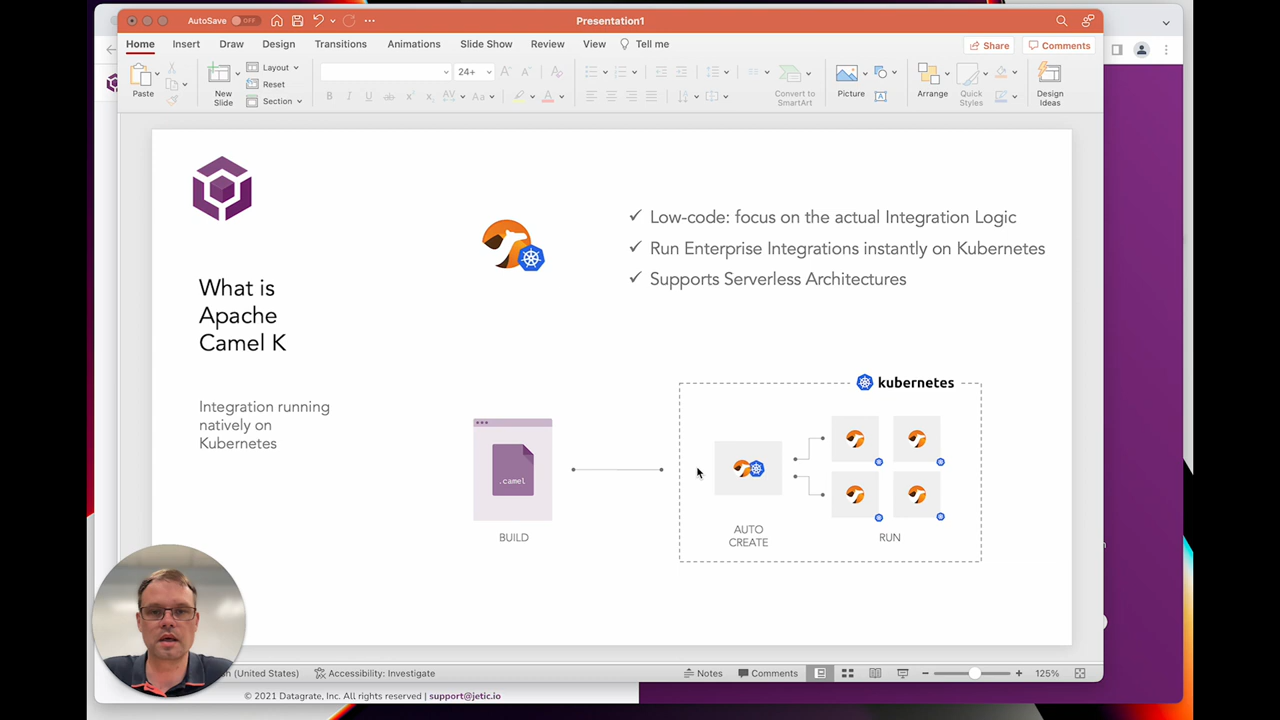 AutoSave OFF
Presentation1
Home Insert Draw Design Transitions Animations Slide Show Review View Tell me
Share Comments
Paste
New Slide
Layout
Reset
Section
24+
Convert to SmartArt
Picture
Arrange
Quick Styles
Design Ideas
What is
Apache
Camel K
Integration running
natively on
Kubernetes
✓ Low-code: focus on the actual Integration Logic
✓ Run Enterprise Integrations instantly on Kubernetes
✓ Supports Serverless Architectures
kubernetes
.camel
BUILD
AUTO
CREATE
RUN
(United States) Accessibility: Investigate Notes Comments 125%
© 2021 Datagrate, Inc. All rights reserved | support@jetic.io